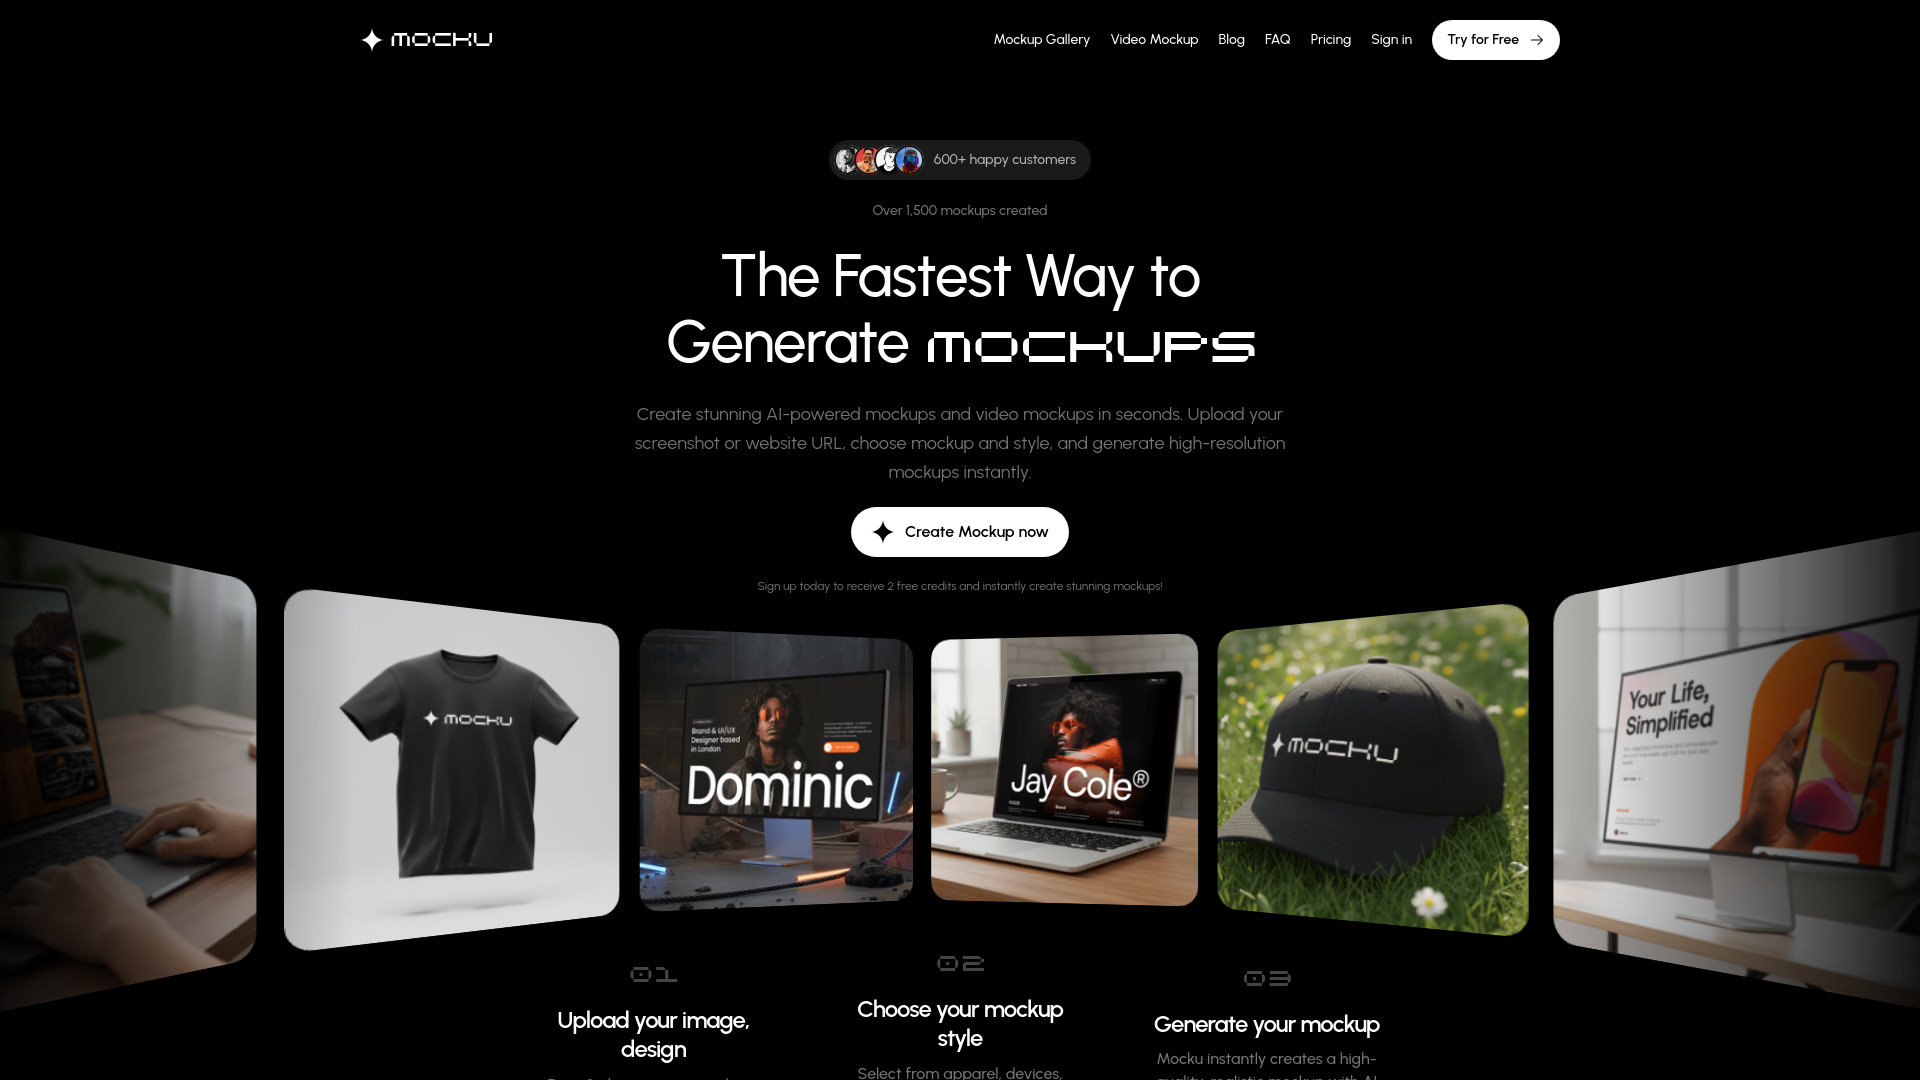 MOCKU
Mockup Gallery
Video Mockup
Blog
FAQ
Pricing
Sign in
Try for Free
600+ happy customers
Over 1,500 mockups created
The Fastest Way to
Generate MOCKUPS
Create stunning AI-powered mockups and video mockups in seconds. Upload your
screenshot or website URL, choose mockup and style, and generate high-resolution
mockups instantly.
Create Mockup now
Sign up today to receive 2 free credits and instantly create stunning mockups!
MOCKU
Brand & UI/UX
Designer based
in London
Dominic
Jay Cole®
MOCKU
Your Life,
Simplified
01
Upload your image,
design
02
Choose your mockup
style
Select from apparel, devices,
03
Generate your mockup
Mocku instantly creates a high-